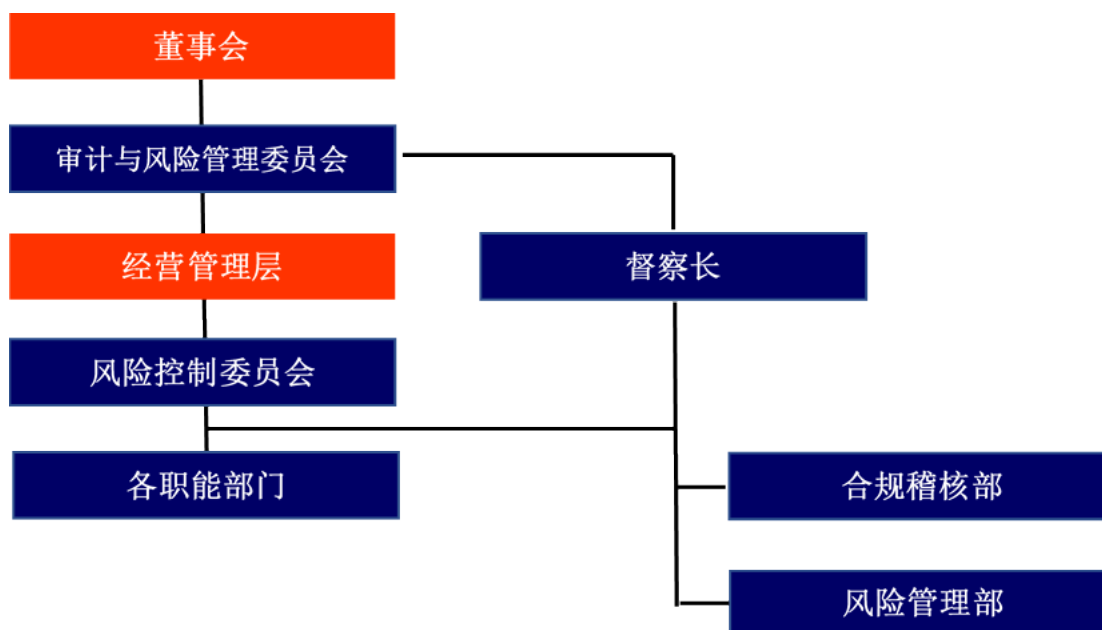 董事会
审计与风险管理委员会
经营管理层
督察长
风险控制委员会
各职能部门
合规稽核部
风险管理部